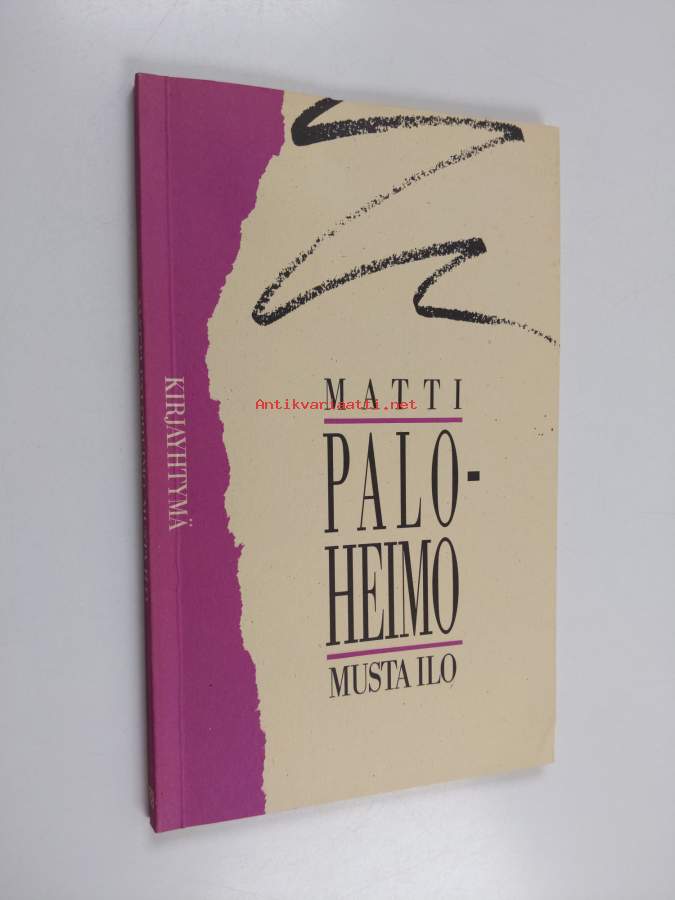 MATTI
Antikvariaatti.net
PALO-
HEIMO
MUSTA ILO
KIRJAYHTYMÄ